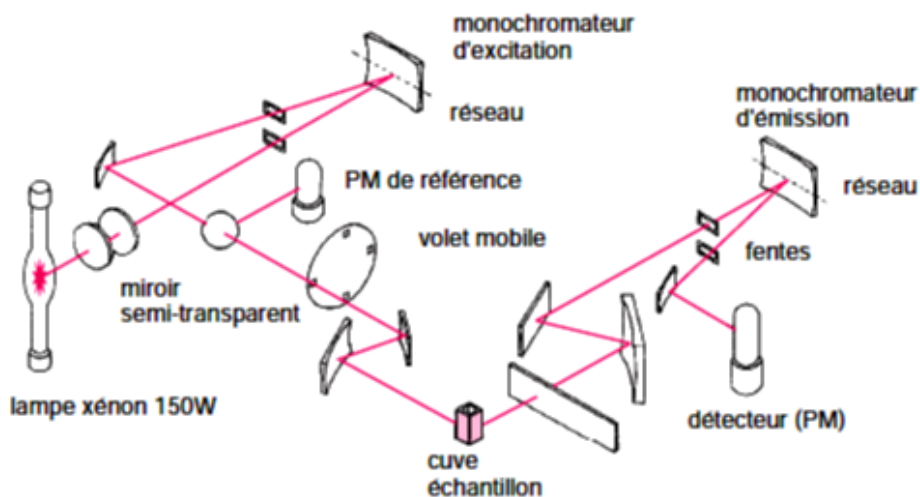 monochromateur
d'excitation
réseau
monochromateur
d'émission
réseau
PM de référence
volet mobile
fentes
miroir
semi-transparent
lampe xénon 150W
détecteur (PM)
cuve
échantillon